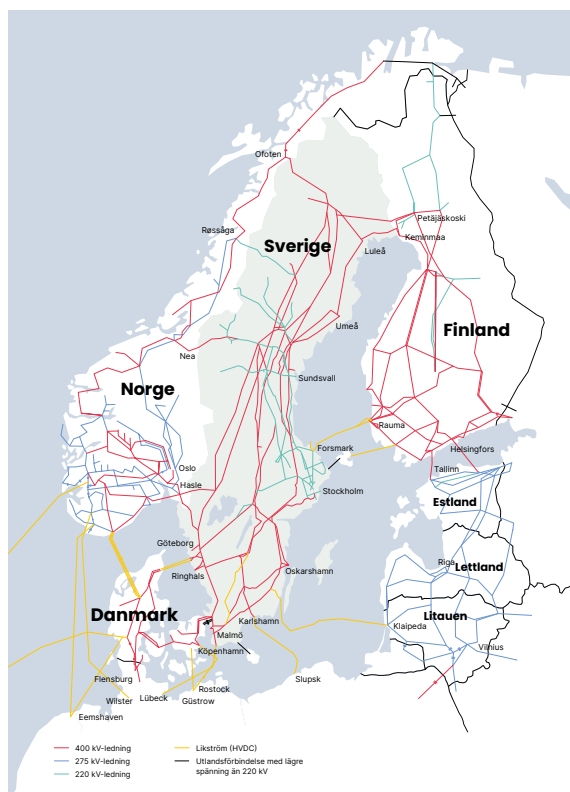 Ofoten
Petäjäskoski
Røssåga
Keminmaa
Sverige
Luleå
Umeå
Finland
Nea
Norge
Sundsvall
Rauma
Forsmark
Helsingfors
Oslo
Tallinn
Hasle
Stockholm
Estland
Göteborg
Riga
Lettland
Ringhals
Oskarshamn
Danmark
Karlshamn
Litauen
Klaipeda
Malmö
Köpenhamn
Vilnius
Flensburg
Slupsk
Rostock
Wilster
Lübeck
Güstrow
Eemshaven
400 kV-ledning
275 kV-ledning
220 kV-ledning
Likström (HVDC)
Utlandsförbindelse med lägre
spänning än 220 kV